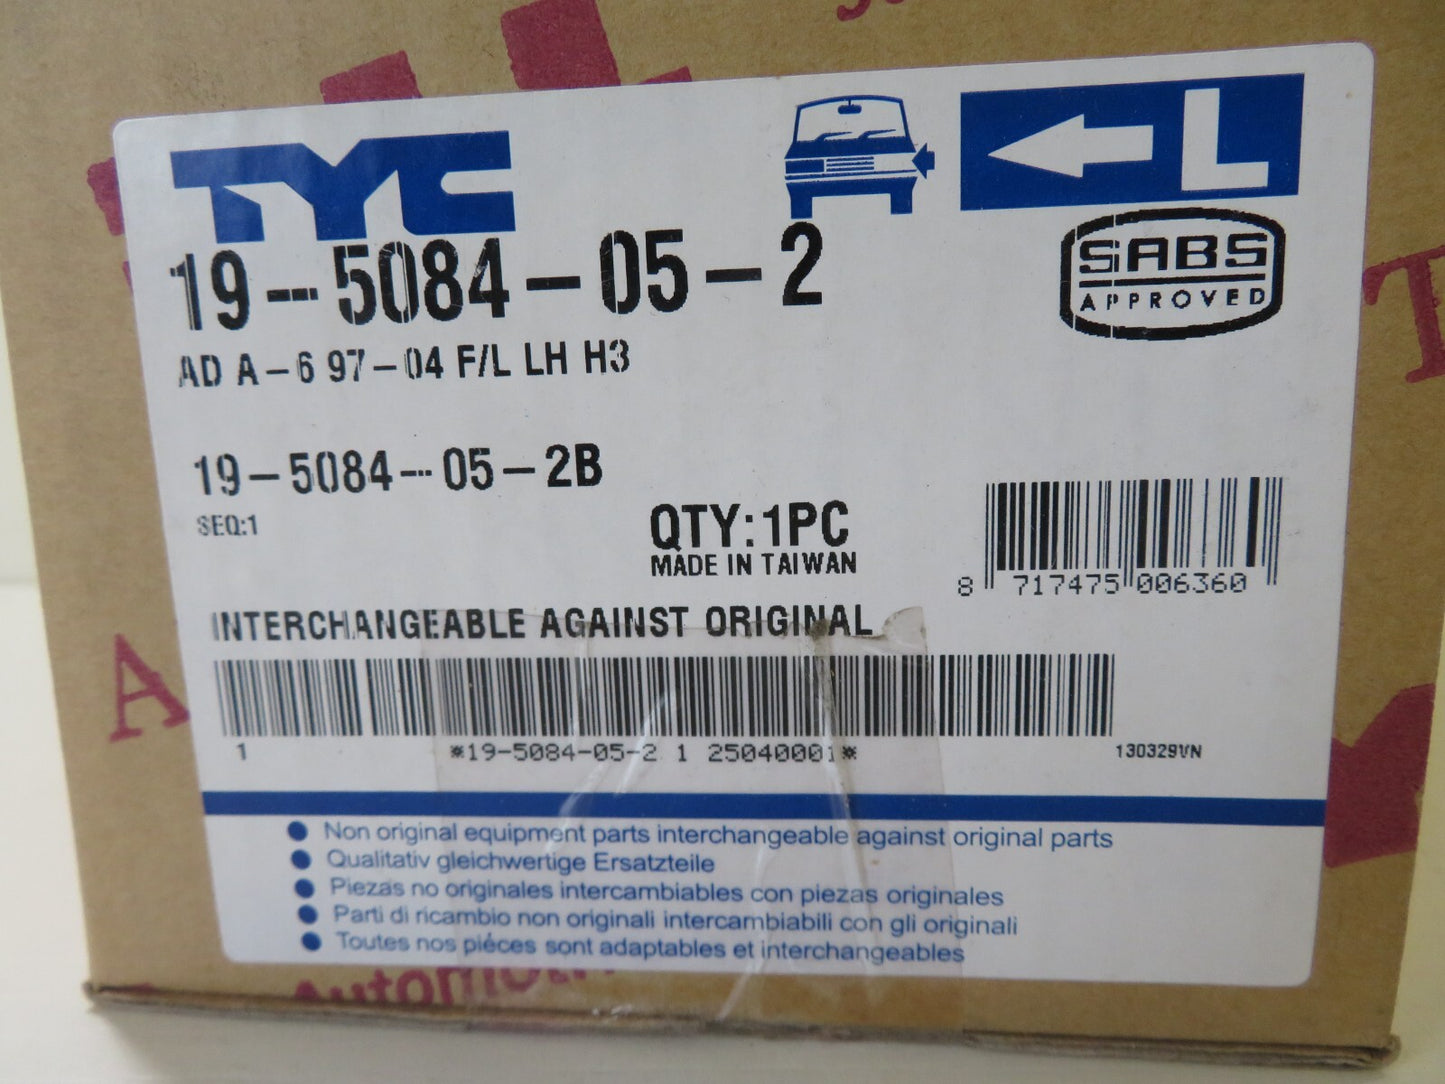 TYC
L
19-5084-05-2
SABS
APPROVED
AD A-6 97-04 F/L LH H3
19-5084-05-2B
SEQ:1
QTY:1PC
MADE IN TAIWAN
8 717475 006360
INTERCHANGEABLE AGAINST ORIGINAL
1 *19-5084-05-2 1 25040001* 130329VN
● Non original equipment parts interchangeable against original parts
● Qualitativ gleichwertige Ersatzteile
● Piezas no originales intercambiables con piezas originales
● Parti di ricambio non originali intercambiabili con gli originali
● Toutes nos piéces sont adaptables et interchangeables